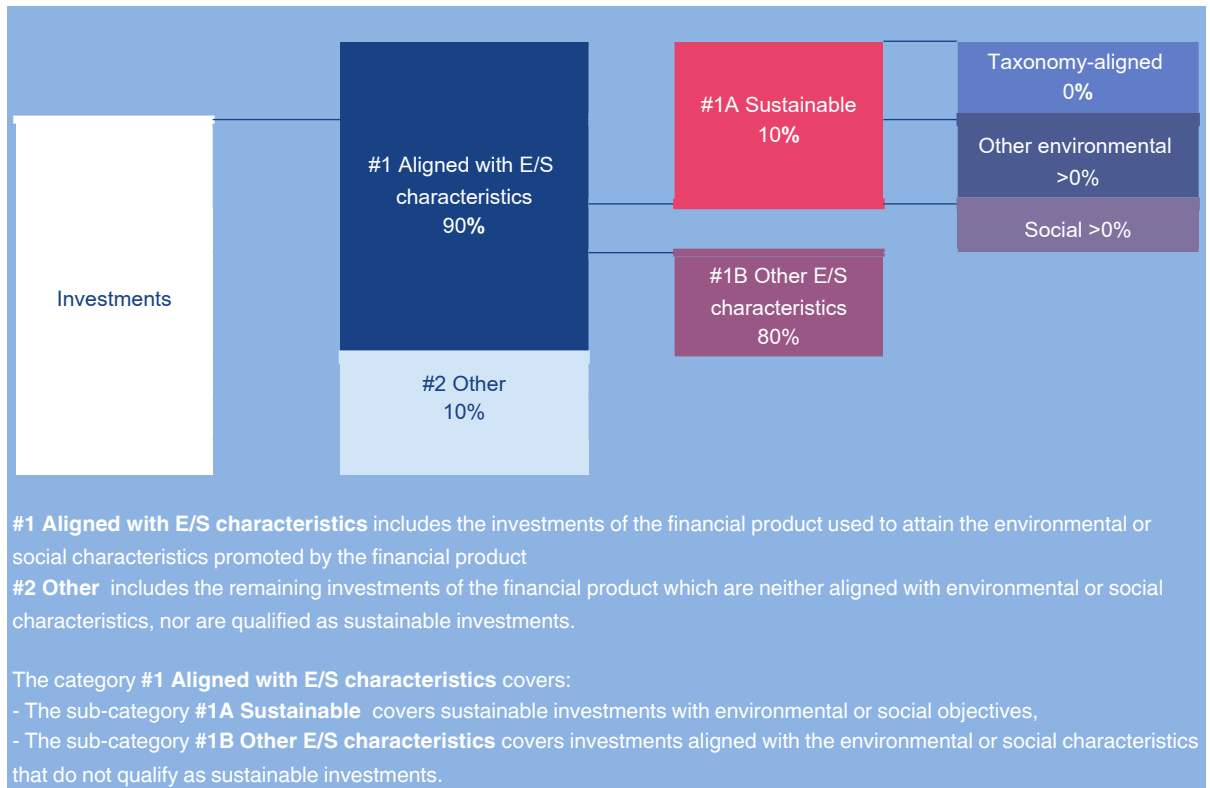 Investments
#1 Aligned with E/S
characteristics
90%
#2 Other
10%
#1A Sustainable
10%
#1B Other E/S
characteristics
80%
Taxonomy-aligned
0%
Other environmental
>0%
Social >0%
#1 Aligned with E/S characteristics includes the investments of the financial product used to attain the environmental or
social characteristics promoted by the financial product
#2 Other includes the remaining investments of the financial product which are neither aligned with environmental or social
characteristics, nor are qualified as sustainable investments.
The category #1 Aligned with E/S characteristics covers:
- The sub-category #1A Sustainable covers sustainable investments with environmental or social objectives,
- The sub-category #1B Other E/S characteristics covers investments aligned with the environmental or social characteristics
that do not qualify as sustainable investments.